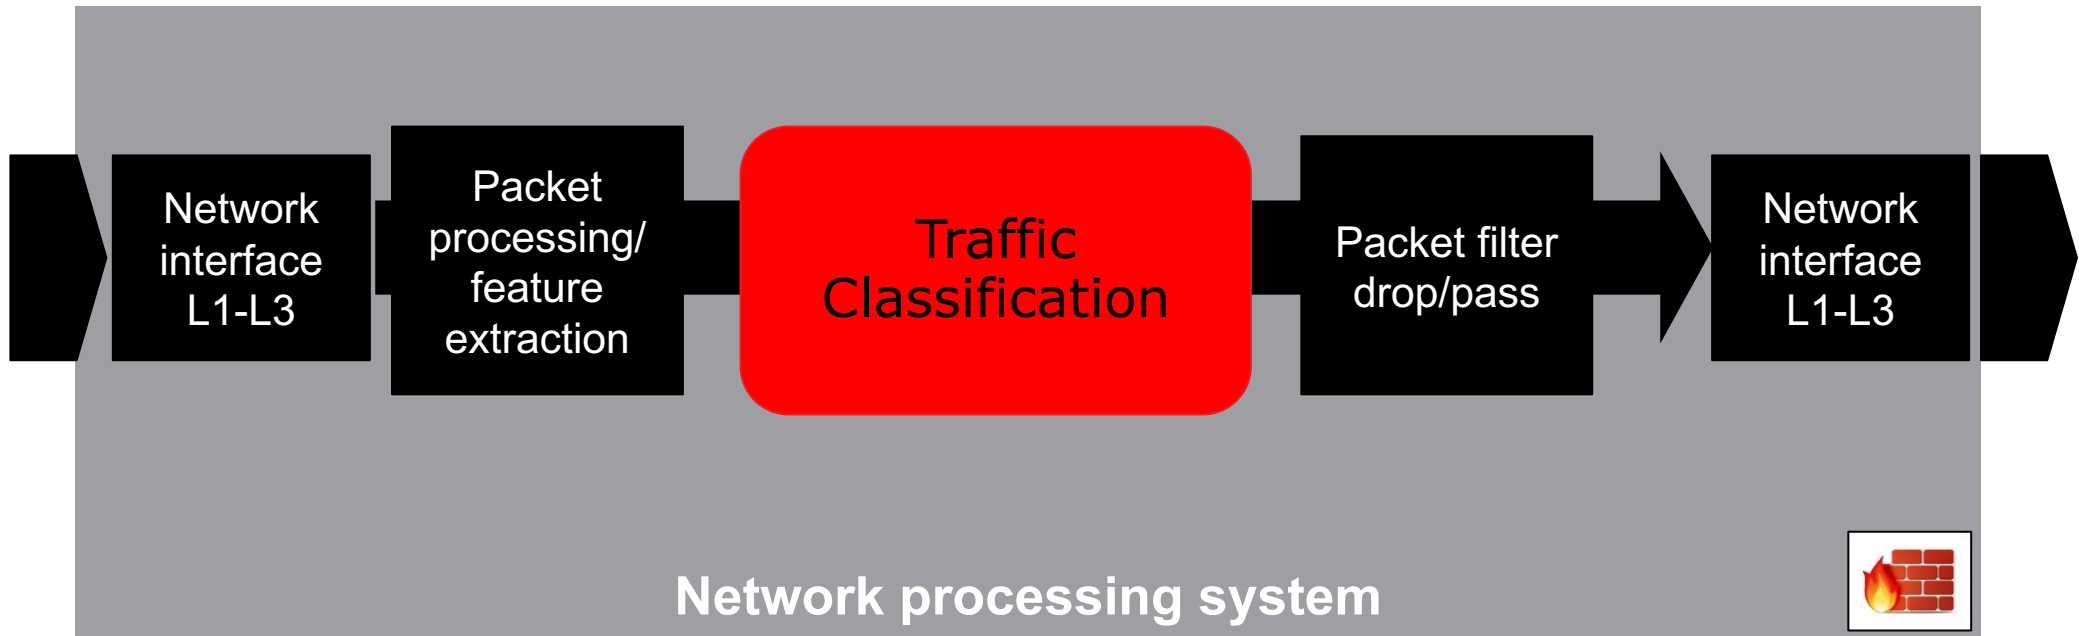 Network
interface
L1-L3
Packet
processing/
feature
extraction
Traffic
Classification
Packet filter
drop/pass
Network
interface
L1-L3
Network processing system